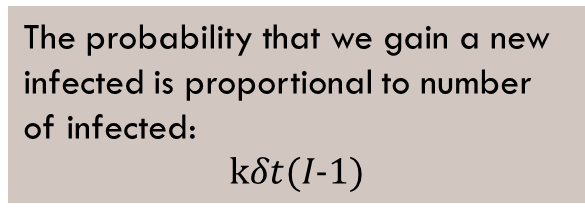 The probability that we gain a new
infected is proportional to number
of infected:
kδt(I-1)